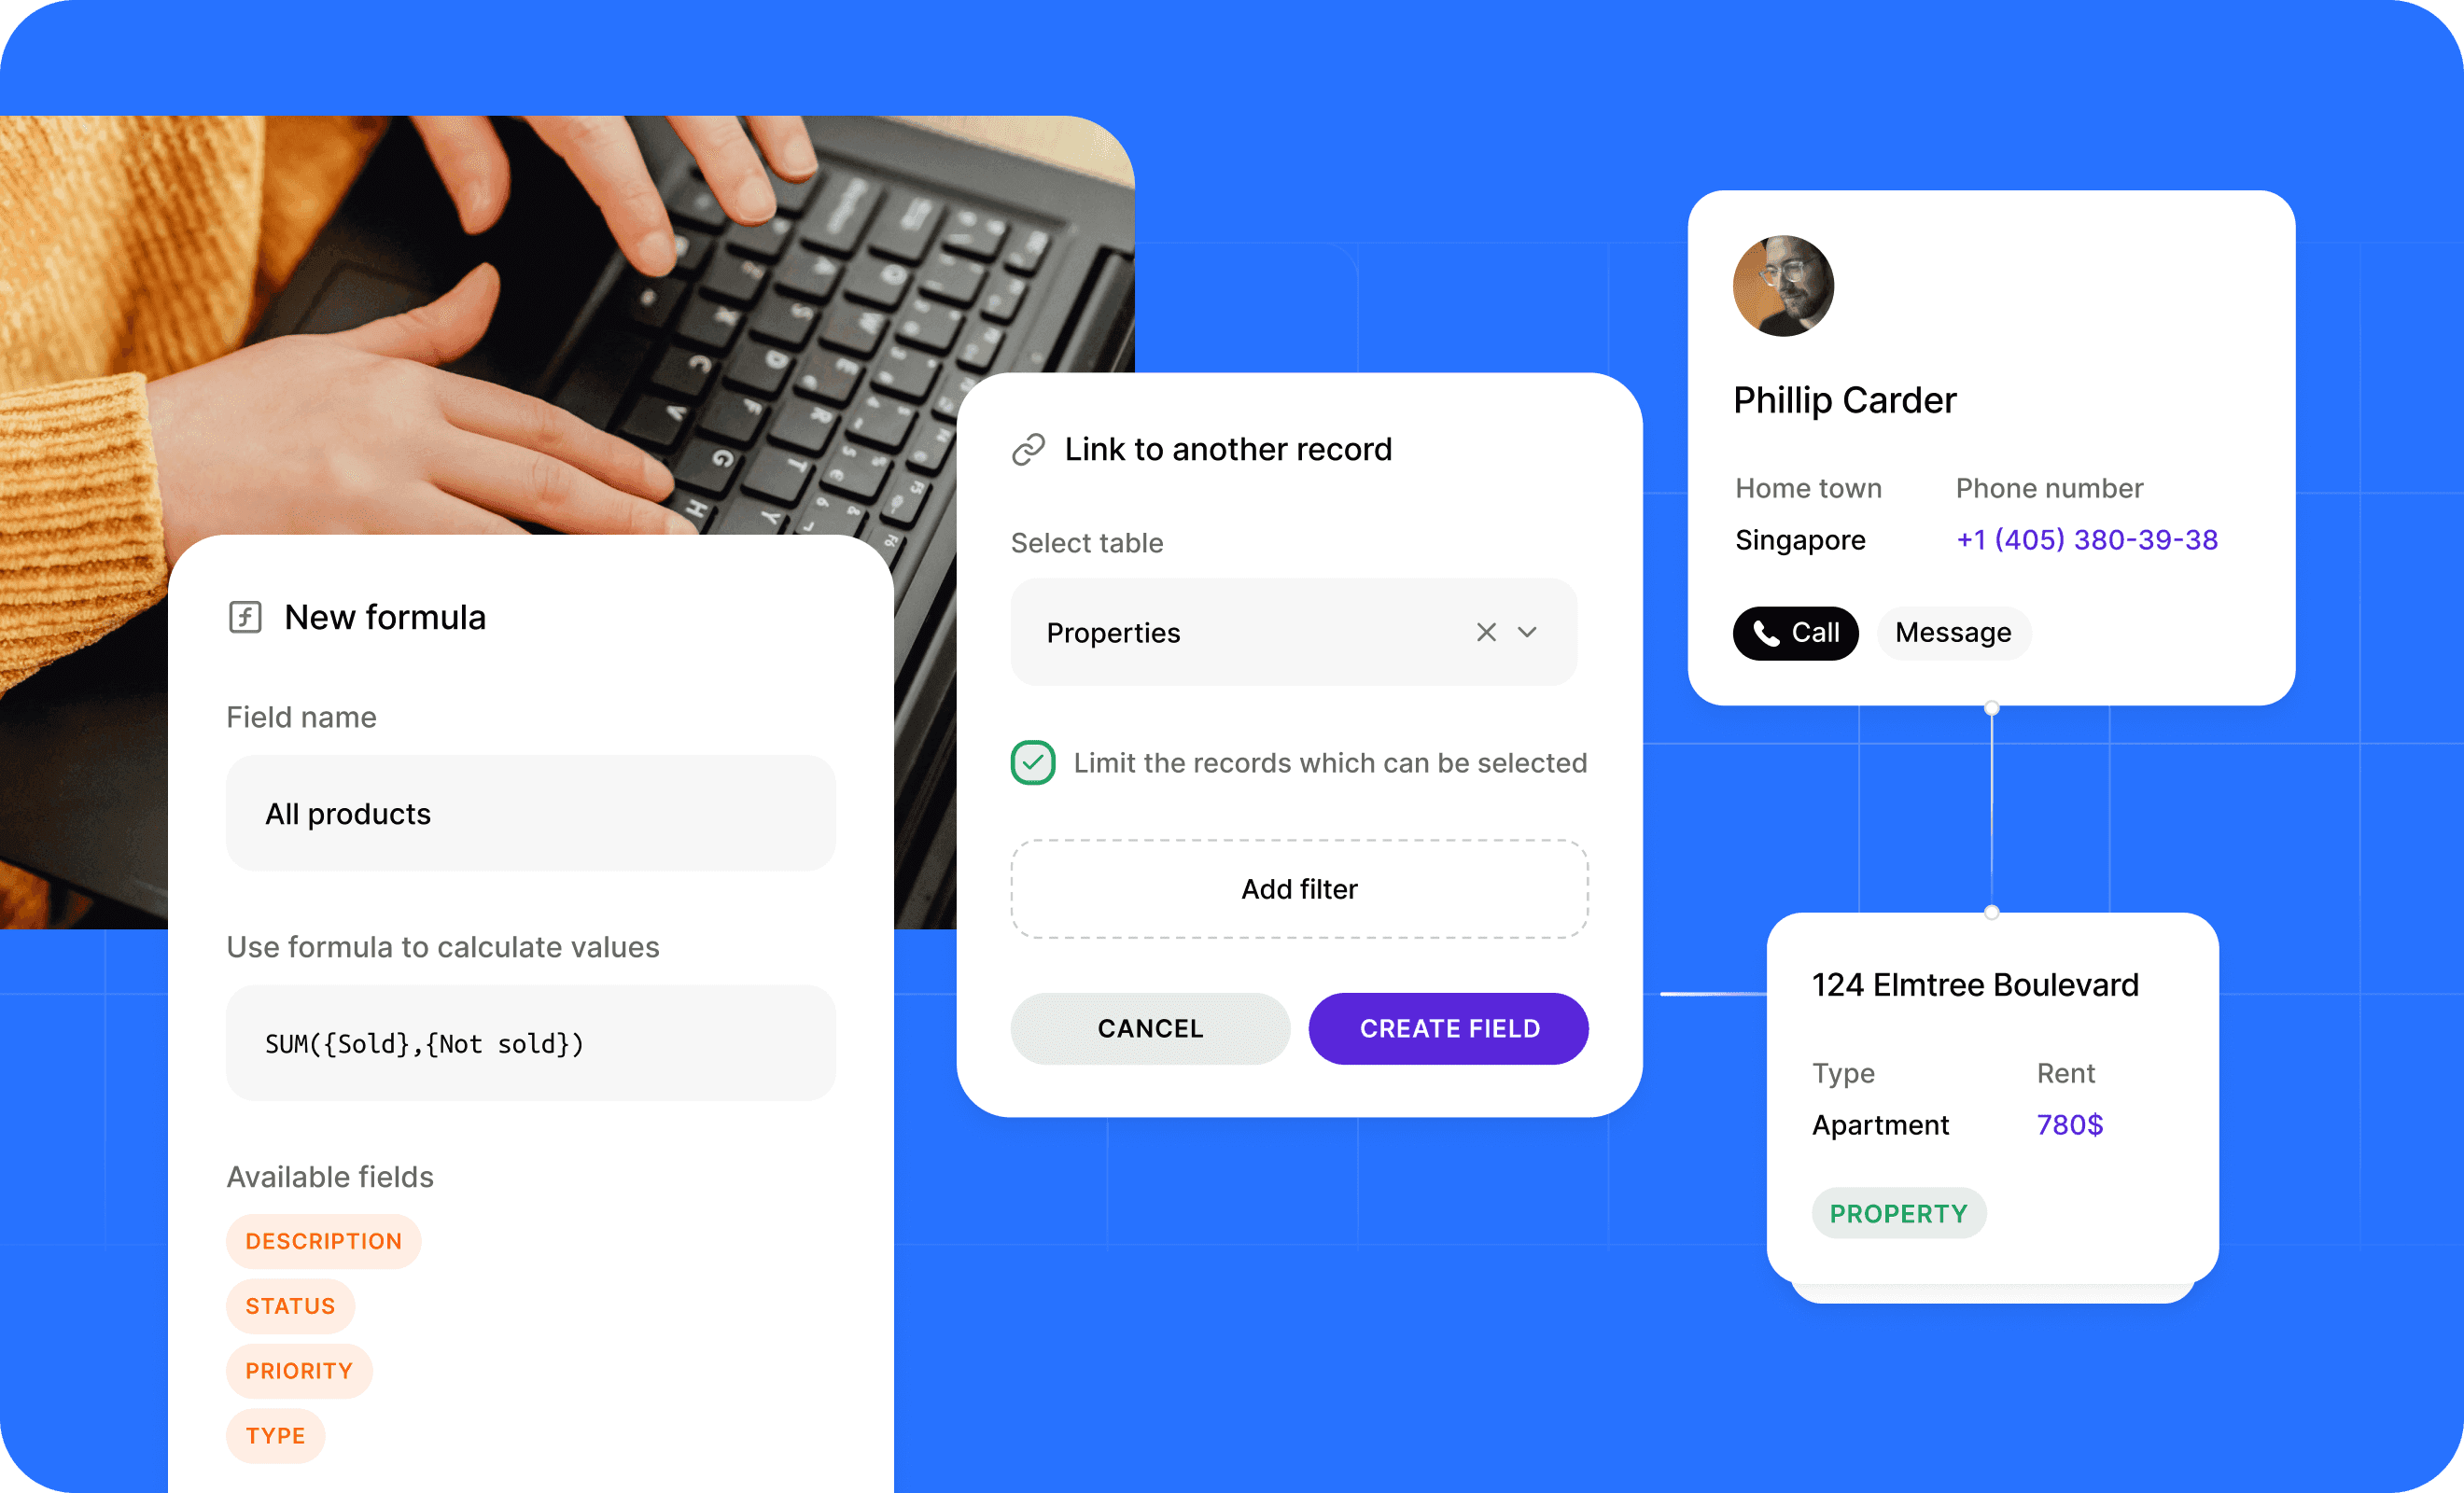 New formula
Field name
All products
Use formula to calculate values
SUM({Sold},{Not sold})
Available fields
DESCRIPTION
STATUS
PRIORITY
TYPE
Link to another record
Select table
Properties
Limit the records which can be selected
Add filter
CANCEL CREATE FIELD
Phillip Carder
Home town Phone number
Singapore +1 (405) 380-39-38
Call Message
124 Elmtree Boulevard
Type Rent
Apartment 780$
PROPERTY